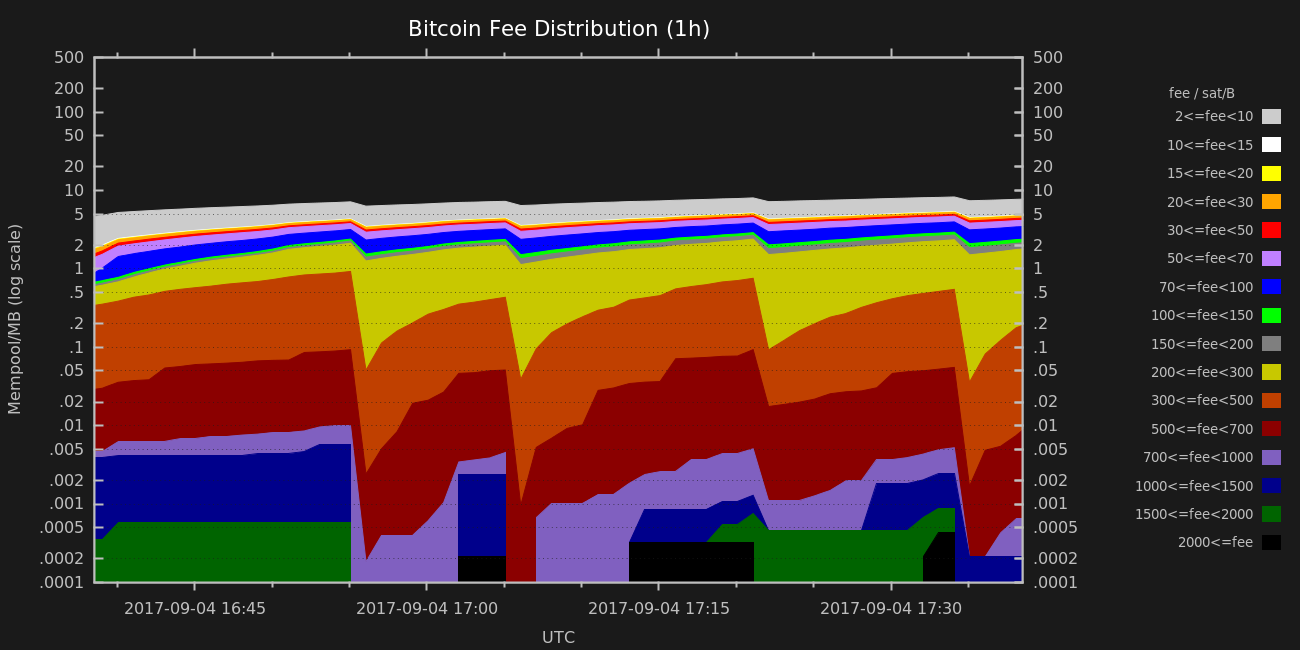 Bitcoin Fee Distribution (1h)
Mempool/MB (log scale)
500
200
100
50
20
10
5
2
1
.5
.2
.1
.05
.02
.01
.005
.002
.001
.0005
.0002
.0001
500
200
100
50
20
10
5
2
1
.5
.2
.1
.05
.02
.01
.005
.002
.001
.0005
.0002
.0001
2017-09-04 16:45 2017-09-04 17:00 2017-09-04 17:15 2017-09-04 17:30
UTC
fee / sat/B
2<=fee<10
10<=fee<15
15<=fee<20
20<=fee<30
30<=fee<50
50<=fee<70
70<=fee<100
100<=fee<150
150<=fee<200
200<=fee<300
300<=fee<500
500<=fee<700
700<=fee<1000
1000<=fee<1500
1500<=fee<2000
2000<=fee